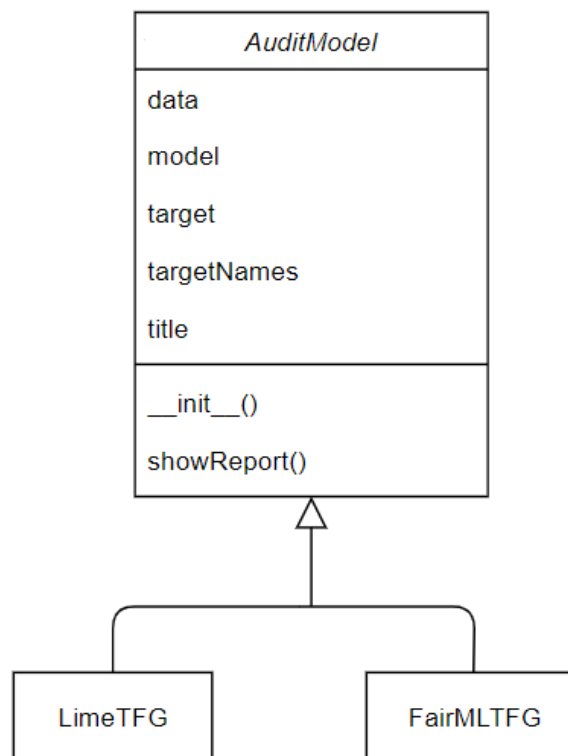 AuditModel
data
model
target
targetNames
title
__init__()
showReport()
LimeTFG
FairMLTFG